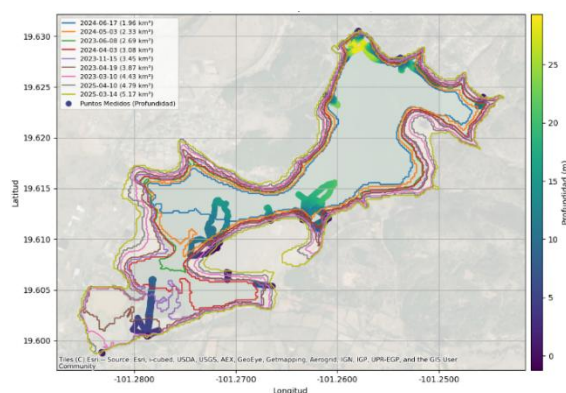 2024-06-17 (1.96 km²)
2024-05-03 (2.33 km²)
2023-06-08 (2.69 km²)
2024-04-03 (3.08 km²)
2023-11-15 (3.45 km²)
2023-04-19 (3.87 km²)
2023-03-10 (4.43 km²)
2025-04-10 (4.79 km²)
2025-03-14 (5.17 km²)
Puntos Medidos (Profundidad)
19.630
19.625
19.620
19.615
19.610
19.605
19.600
Latitud
Tiles (C) Esri -- Source: Esri, i-cubed, USDA, USGS, AEX, GeoEye, Getmapping, Aerogrid, IGN, IGP, UPR-EGP, and the GIS User
Community
-101.2800
-101.2700
-101.2600
-101.2500
Longitud
25
20
15
10
5
0
Profundidad (m)